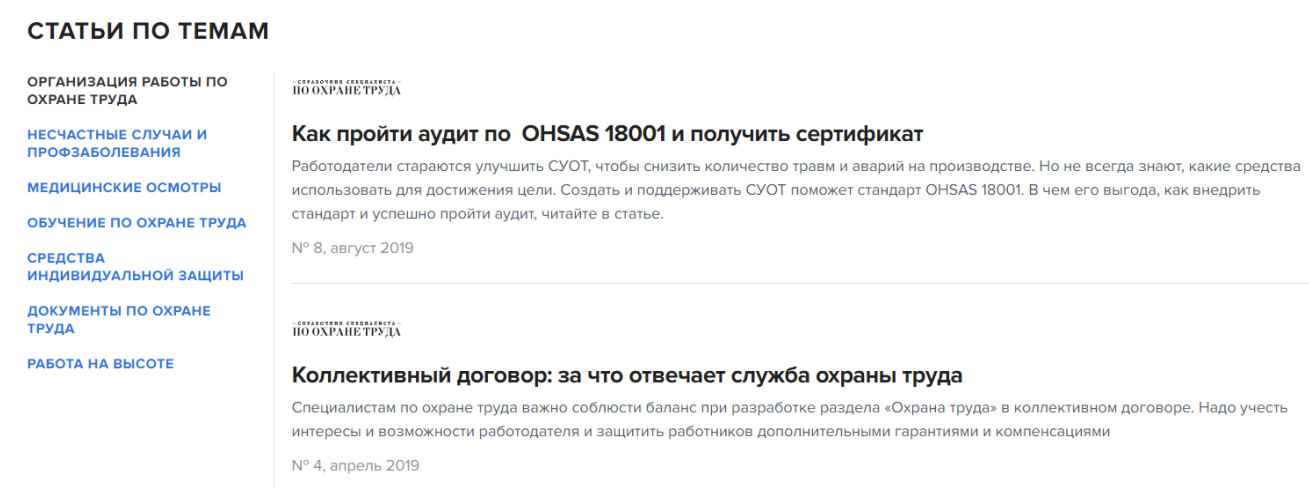 СТАТЬИ ПО ТЕМАМ
ОРГАНИЗАЦИЯ РАБОТЫ ПО
ОХРАНЕ ТРУДА
НЕСЧАСТНЫЕ СЛУЧАИ И
ПРОФЗАБОЛЕВАНИЯ
МЕДИЦИНСКИЕ ОСМОТРЫ
ОБУЧЕНИЕ ПО ОХРАНЕ ТРУДА
СРЕДСТВА
ИНДИВИДУАЛЬНОЙ ЗАЩИТЫ
ДОКУМЕНТЫ ПО ОХРАНЕ
ТРУДА
РАБОТА НА ВЫСОТЕ
СПРАВОЧНИК СПЕЦИАЛИСТА
ПО ОХРАНЕ ТРУДА
Как пройти аудит по OHSAS 18001 и получить сертификат
Работодатели стараются улучшить СУОТ, чтобы снизить количество травм и аварий на производстве. Но не всегда знают, какие средства
использовать для достижения цели. Создать и поддерживать СУОТ поможет стандарт OHSAS 18001. В чем его выгода, как внедрить
стандарт и успешно пройти аудит, читайте в статье.
№ 8, август 2019
СПРАВОЧНИК СПЕЦИАЛИСТА
ПО ОХРАНЕ ТРУДА
Коллективный договор: за что отвечает служба охраны труда
Специалистам по охране труда важно соблюсти баланс при разработке раздела «Охрана труда» в коллективном договоре. Надо учесть
интересы и возможности работодателя и защитить работников дополнительными гарантиями и компенсациями
№ 4, апрель 2019